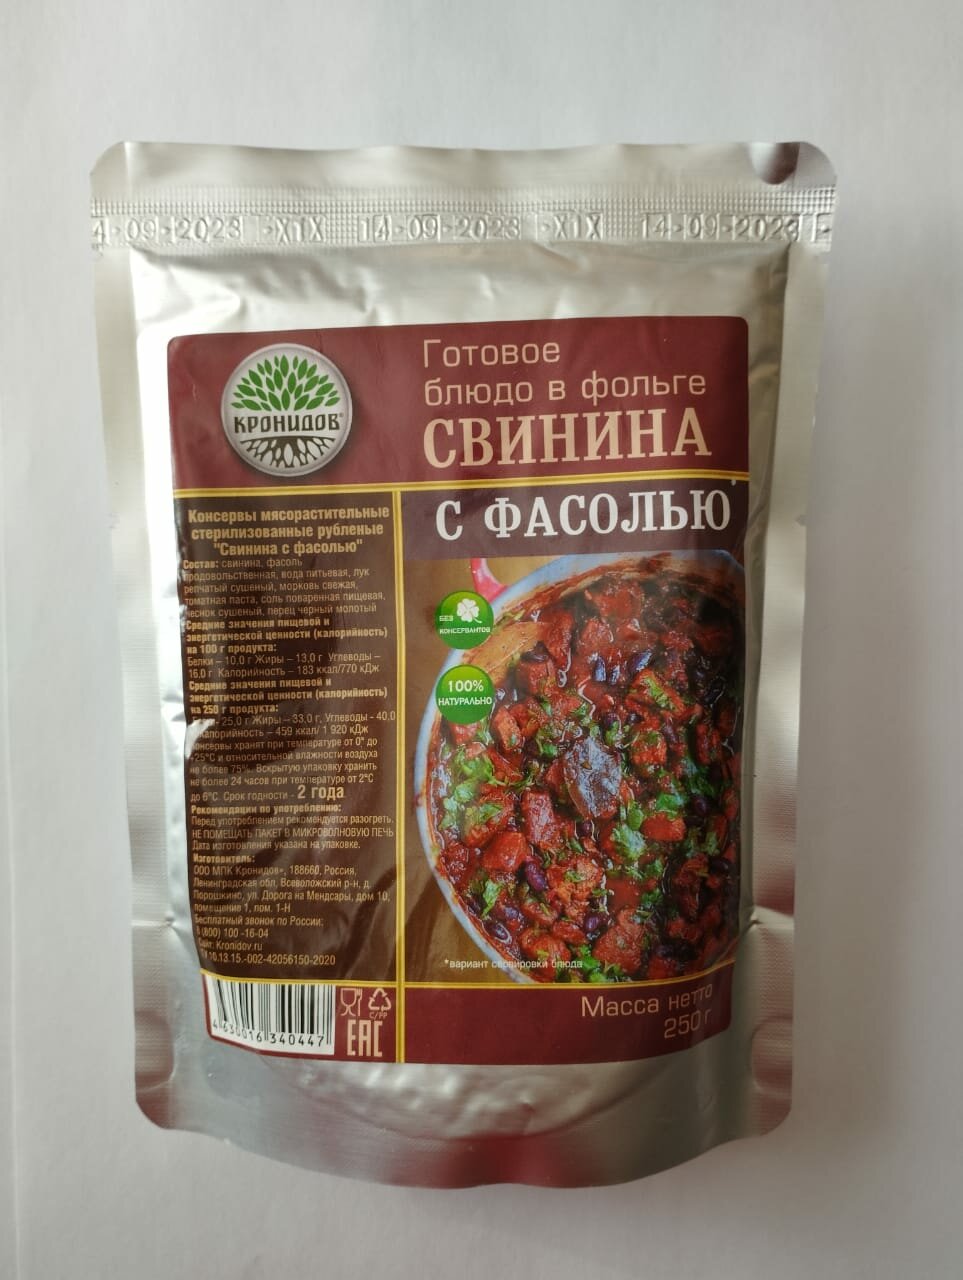 4·09·2023 ·X1X 14·09·2023 ·X1X 14·09·2023
КРОНИДОВ®
Готовое
блюдо в фольге
СВИНИНА
С ФАСОЛЬЮ*
Консервы мясорастительные
стерилизованные рубленые
"Свинина с фасолью"
Состав: свинина, фасоль
продовольственная, вода питьевая, лук
репчатый сушеный, морковь свежая,
томатная паста, соль поваренная пищевая,
чеснок сушеный, перец черный молотый
Средние значения пищевой и
энергетической ценности (калорийность)
на 100 г продукта:
Белки – 10,0 г Жиры – 13,0 г Углеводы –
16,0 г Калорийность – 183 ккал/770 кДж
Средние значения пищевой и
энергетической ценности (калорийность)
на 250 г продукта:
- 25,0 г Жиры – 33,0 г, Углеводы - 40,0
калорийность – 459 ккал/ 1 920 кДж
консервы хранят при температуре от 0° до
+25°С и относительной влажности воздуха
не более 75%. Вскрытую упаковку хранить
не более 24 часов при температуре от 2°С
до 6°С. Срок годности - 2 года
Рекомендации по употреблению:
Перед употреблением рекомендуется разогреть.
НЕ ПОМЕЩАТЬ ПАКЕТ В МИКРОВОЛНОВУЮ ПЕЧЬ
Дата изготовления указана на упаковке.
Изготовитель:
ООО МПК Кронидов», 188660, Россия,
Ленинградская обл, Всеволожский р-н, д.
Порошкино, ул. Дорога на Мендсары, дом 10,
помещение 1, пом. 1-Н
Бесплатный звонок по России:
8 (800) 100 -16-04
Сайт: Kronidov.ru
ТУ 10.13.15.-002-42056150-2020
БЕЗ
КОНСЕРВАНТОВ
100%
НАТУРАЛЬНО
*вариант сервировки блюда
4 630016 340447
C/PP
EAC
Масса нетто
250 г